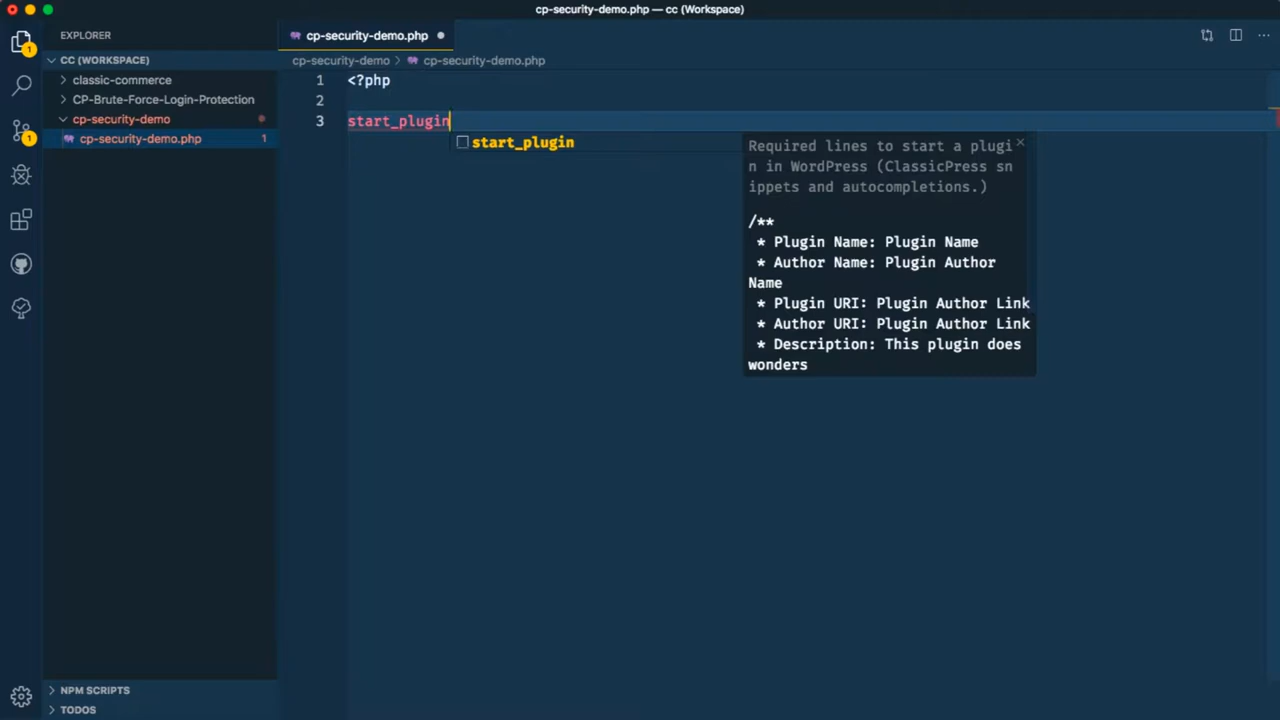 cp-security-demo.php — cc (Workspace)
EXPLORER
CC (WORKSPACE)
classic-commerce
CP-Brute-Force-Login-Protection
cp-security-demo
cp-security-demo.php 1
NPM SCRIPTS
TODOS
1
1
cp-security-demo.php
cp-security-demo > cp-security-demo.php
1 <?php
2
3 start_plugin
start_plugin
Required lines to start a plugi
n in WordPress (ClassicPress sn
ippets and autocompletions.)
/**
* Plugin Name: Plugin Name
* Author Name: Plugin Author
Name
* Plugin URI: Plugin Author Link
* Author URI: Plugin Author Link
* Description: This plugin does
wonders